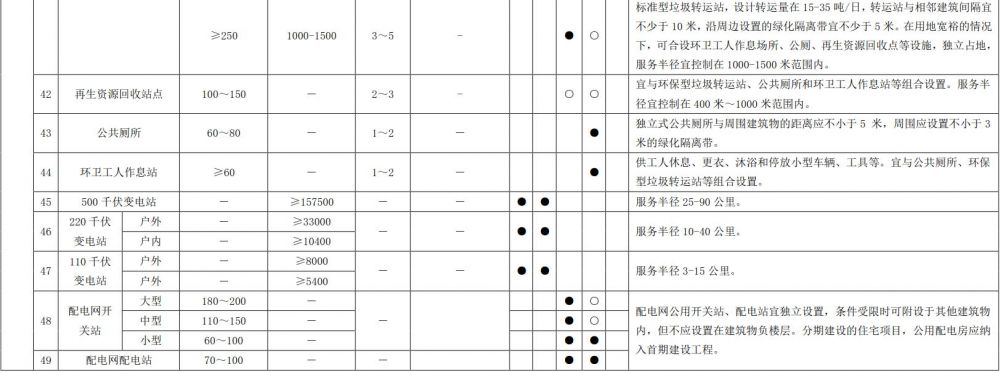 标准型垃圾转运站，设计转运量在 15-35 吨/日，转运站与相邻建筑间隔宜
不少于 10 米，沿周边设置的绿化隔离带宜不少于 5 米。在用地宽裕的情况
≥250 1000-1500 3～5 - ● ○ 下，可合设环卫工人作息场所、公厕、再生资源回收点等设施，独立占地，
服务半径宜控制在 1000-1500 米范围内。
42 再生资源回收站点 100～150 — 2～3 - ○ ○ 宜与环保型垃圾转运站、公共厕所和环卫工人作息站等组合设置。服务半
径宜控制在 400 米～1000 米范围内。
43 公共厕所 60～80 — 1～2 ● 独立式公共厕所与周围建筑物的距离应不小于 5 米，周围应设置不小于 3
米的绿化隔离带。
44 环卫工人作息站 ≥60 — 1～2 ● 供工人休息、更衣、沐浴和停放小型车辆、工具等。宜与公共厕所、环保
型垃圾转运站等组合设置。
45 500 千伏变电站 — ≥157500 — — ● ● 服务半径 25-90 公里。
46 220 千伏变电站 户外 — ≥33000 — — ● ● 服务半径 10-40 公里。
户内 — ≥10400
47 110 千伏变电站 户外 — ≥8000 — — ● ● 服务半径 3-15 公里。
户外 — ≥5400
48 配电网开关站 大型 180～200 — — ● ○ 配电网公用开关站、配电站宜独立设置，条件受限时可附设于其他建筑物
中型 110～150 — ● ○ 内，但不应设置在建筑物负楼层。分期建设的住宅项目，公用配电房应纳
小型 60～100 — ● ● 入首期建设工程。
49 配电网配电站 70～100 — — ● ●